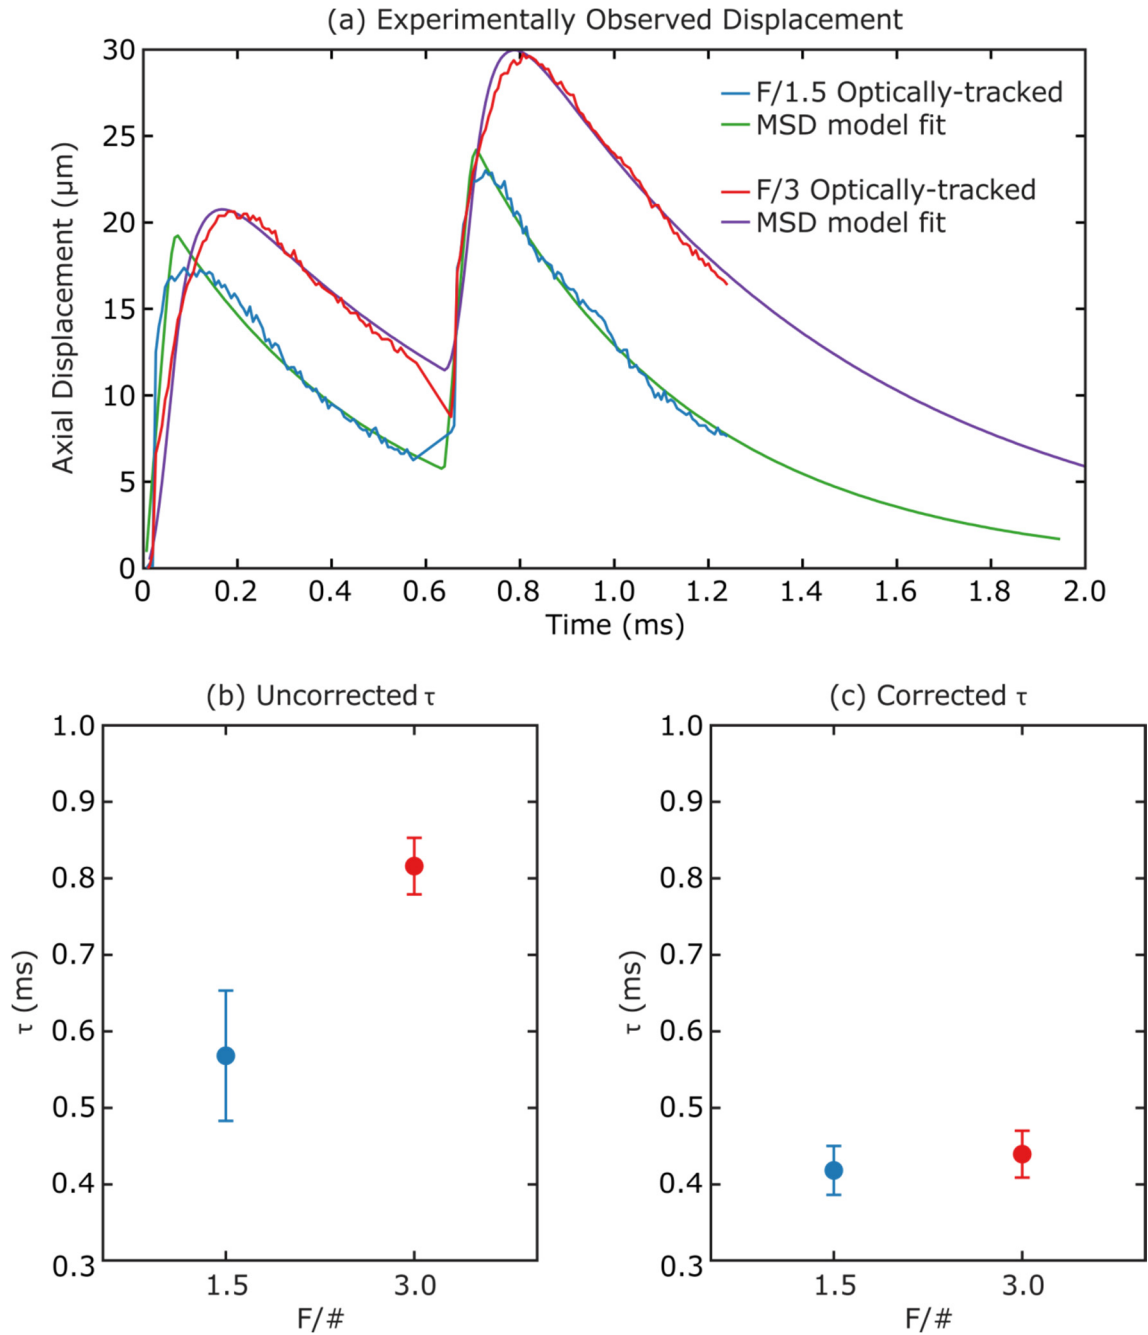 (a) Experimentally Observed Displacement
30
25
20
15
10
5
0
Axial Displacement (µm)
F/1.5 Optically-tracked
MSD model fit
F/3 Optically-tracked
MSD model fit
0 0.2 0.4 0.6 0.8 1.0 1.2 1.4 1.6 1.8 2.0
Time (ms)
(b) Uncorrected τ
1.0
0.9
0.8
0.7
0.6
0.5
0.4
0.3
τ (ms)
1.5 3.0
F/#
(c) Corrected τ
1.0
0.9
0.8
0.7
0.6
0.5
0.4
0.3
τ (ms)
1.5 3.0
F/#